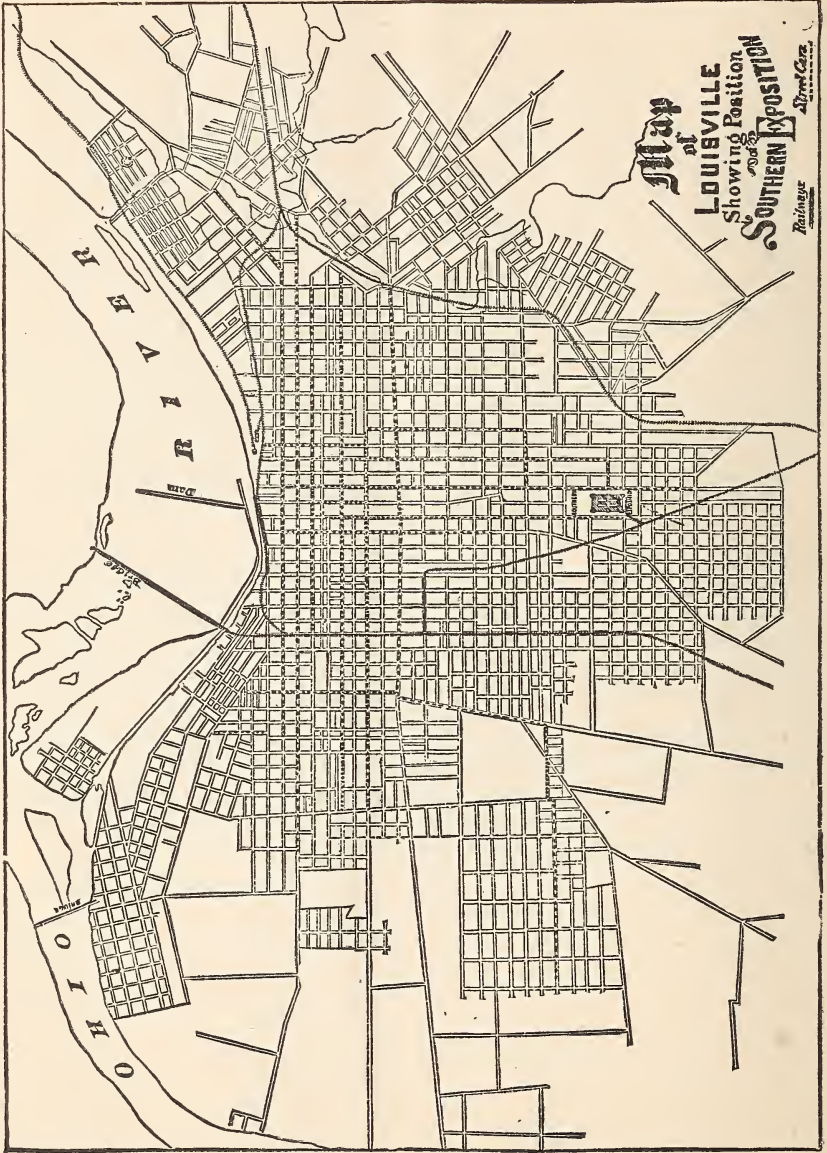 Map
of
LOUISVILLE
Showing Position
of
SOUTHERN EXPOSITION
Railways
Street Cars
OHIO
RIVER
Bridge
Dam
R.R. Bridge